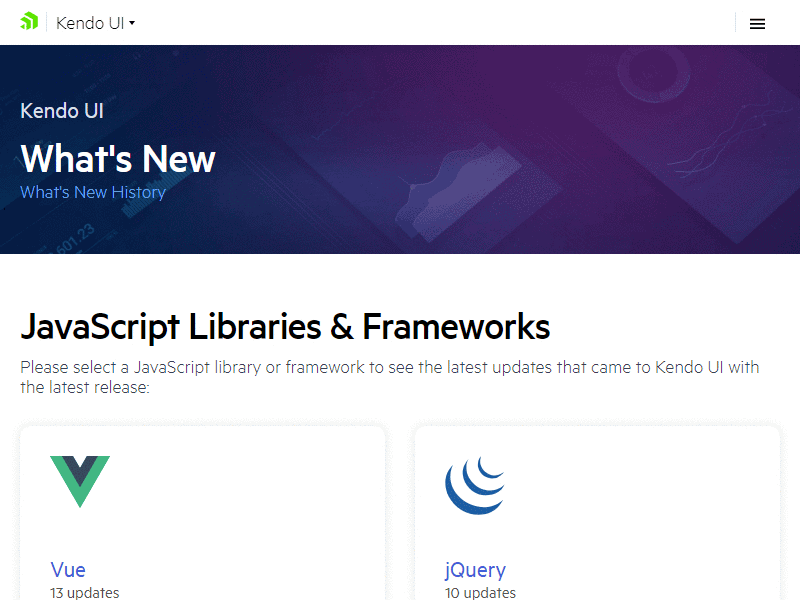 Kendo UI
Kendo UI
What's New
What's New History
601.23
JavaScript Libraries & Frameworks
Please select a JavaScript library or framework to see the latest updates that came to Kendo UI with
the latest release:
Vue
13 updates
jQuery
10 updates